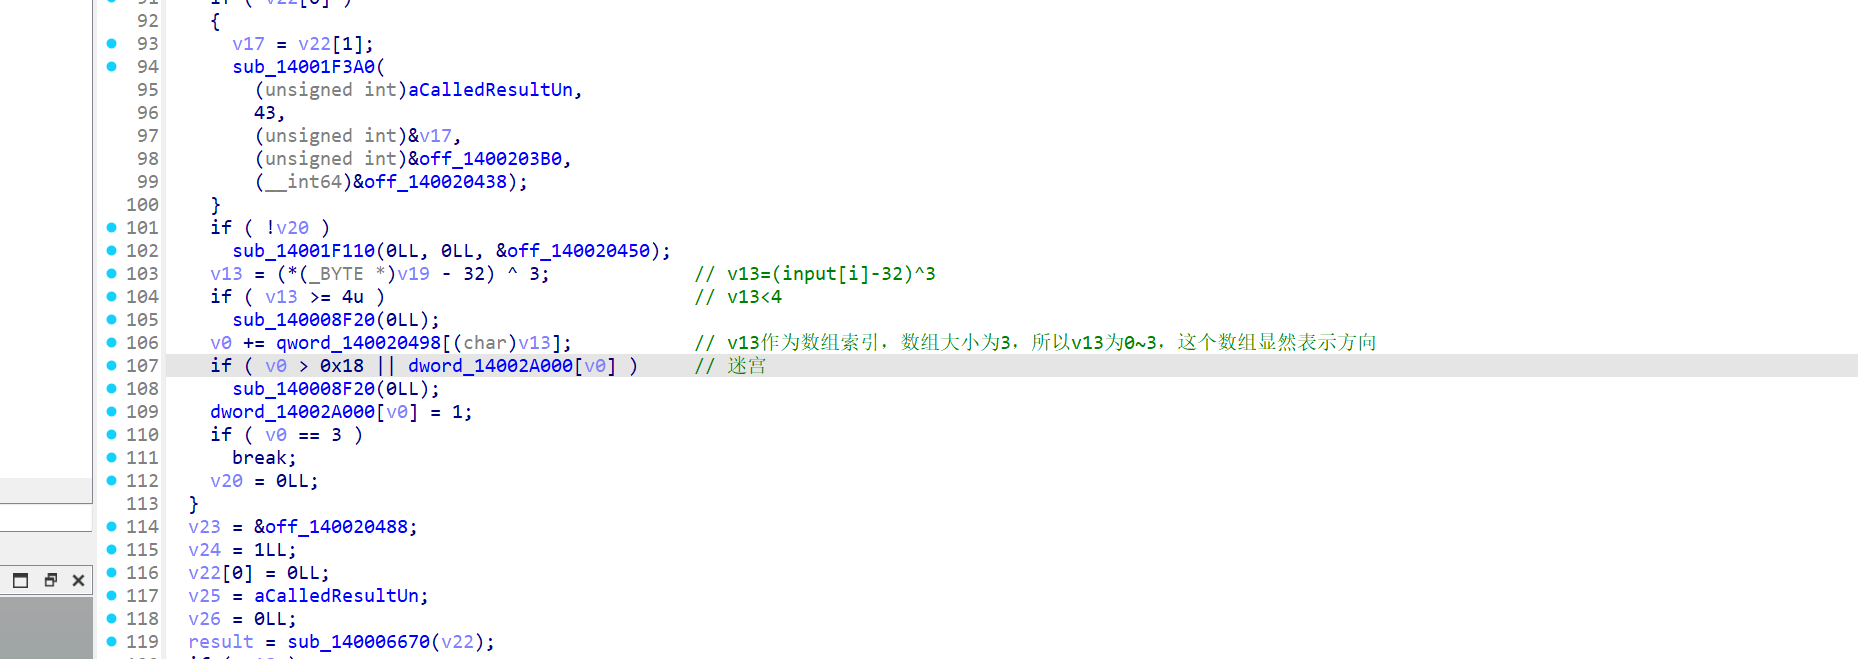 92 {
93 v17 = v22[1];
94 sub_14001F3A0(
95 (unsigned int)aCalledResultUn,
96 43,
97 (unsigned int)&v17,
98 (unsigned int)&off_1400203B0,
99 (__int64)&off_140020438);
100 }
101 if ( !v20 )
102 sub_14001F110(0LL, 0LL, &off_140020450);
103 v13 = (*(_BYTE *)v19 - 32) ^ 3; // v13=(input[i]-32)^3
104 if ( v13 >= 4u ) // v13<4
105 sub_140008F20(0LL);
106 v0 += qword_140020498[(char)v13]; // v13作为数组索引，数组大小为3，所以v13为0~3，这个数组显然表示方向
107 if ( v0 > 0x18 || dword_14002A000[v0] ) // 迷宫
108 sub_140008F20(0LL);
109 dword_14002A000[v0] = 1;
110 if ( v0 == 3 )
111 break;
112 v20 = 0LL;
113 }
114 v23 = &off_140020488;
115 v24 = 1LL;
116 v22[0] = 0LL;
117 v25 = aCalledResultUn;
118 v26 = 0LL;
119 result = sub_140006670(v22);